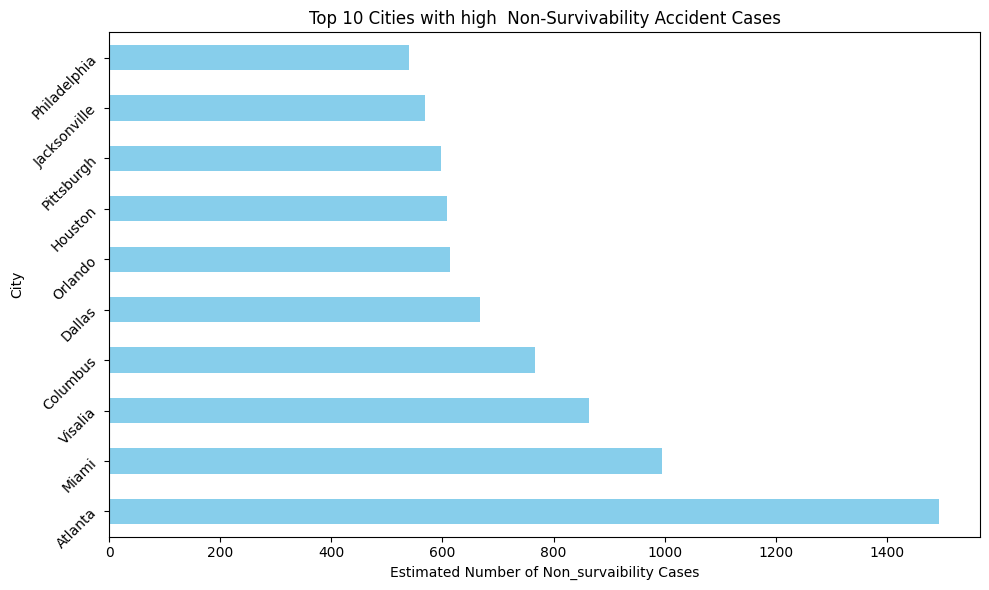 Top 10 Cities with high  Non-Survivability Accident Cases
Philadelphia
Jacksonville
Pittsburgh
Houston
Orlando
Dallas
Columbus
Visalia
Miami
Atlanta
City
0 200 400 600 800 1000 1200 1400
Estimated Number of Non_survaibility Cases